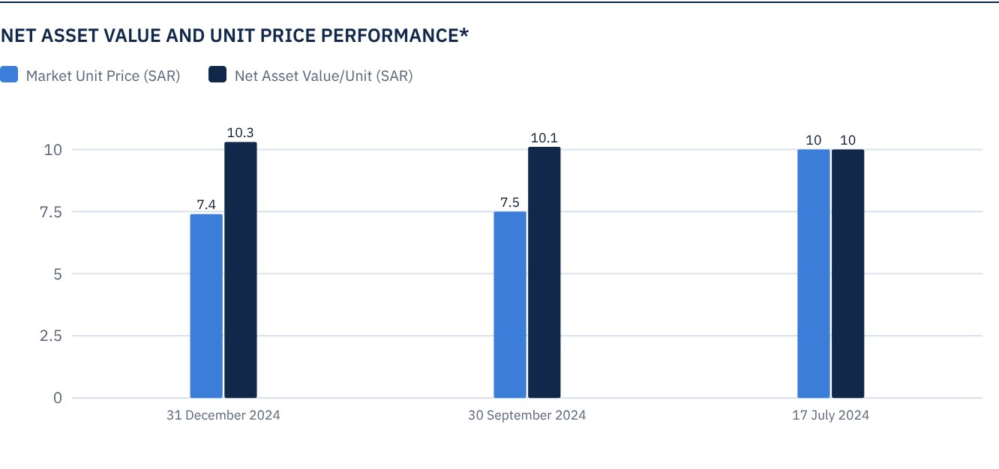 NET ASSET VALUE AND UNIT PRICE PERFORMANCE*
Market Unit Price (SAR) Net Asset Value/Unit (SAR)
10.3 10.1 10 10
10
7.4 7.5
7.5
5
2.5
0
31 December 2024 30 September 2024 17 July 2024